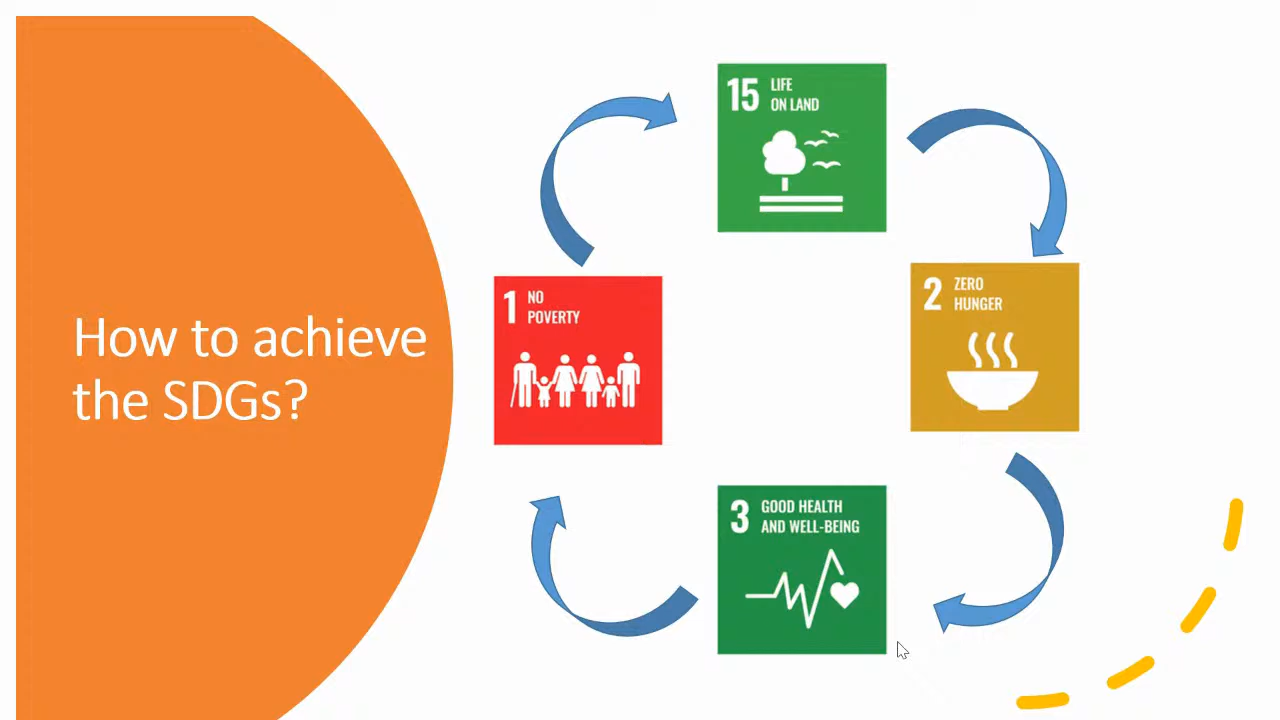 How to achieve
the SDGs?
15 LIFE
ON LAND
1 NO
POVERTY
2 ZERO
HUNGER
3 GOOD HEALTH
AND WELL-BEING